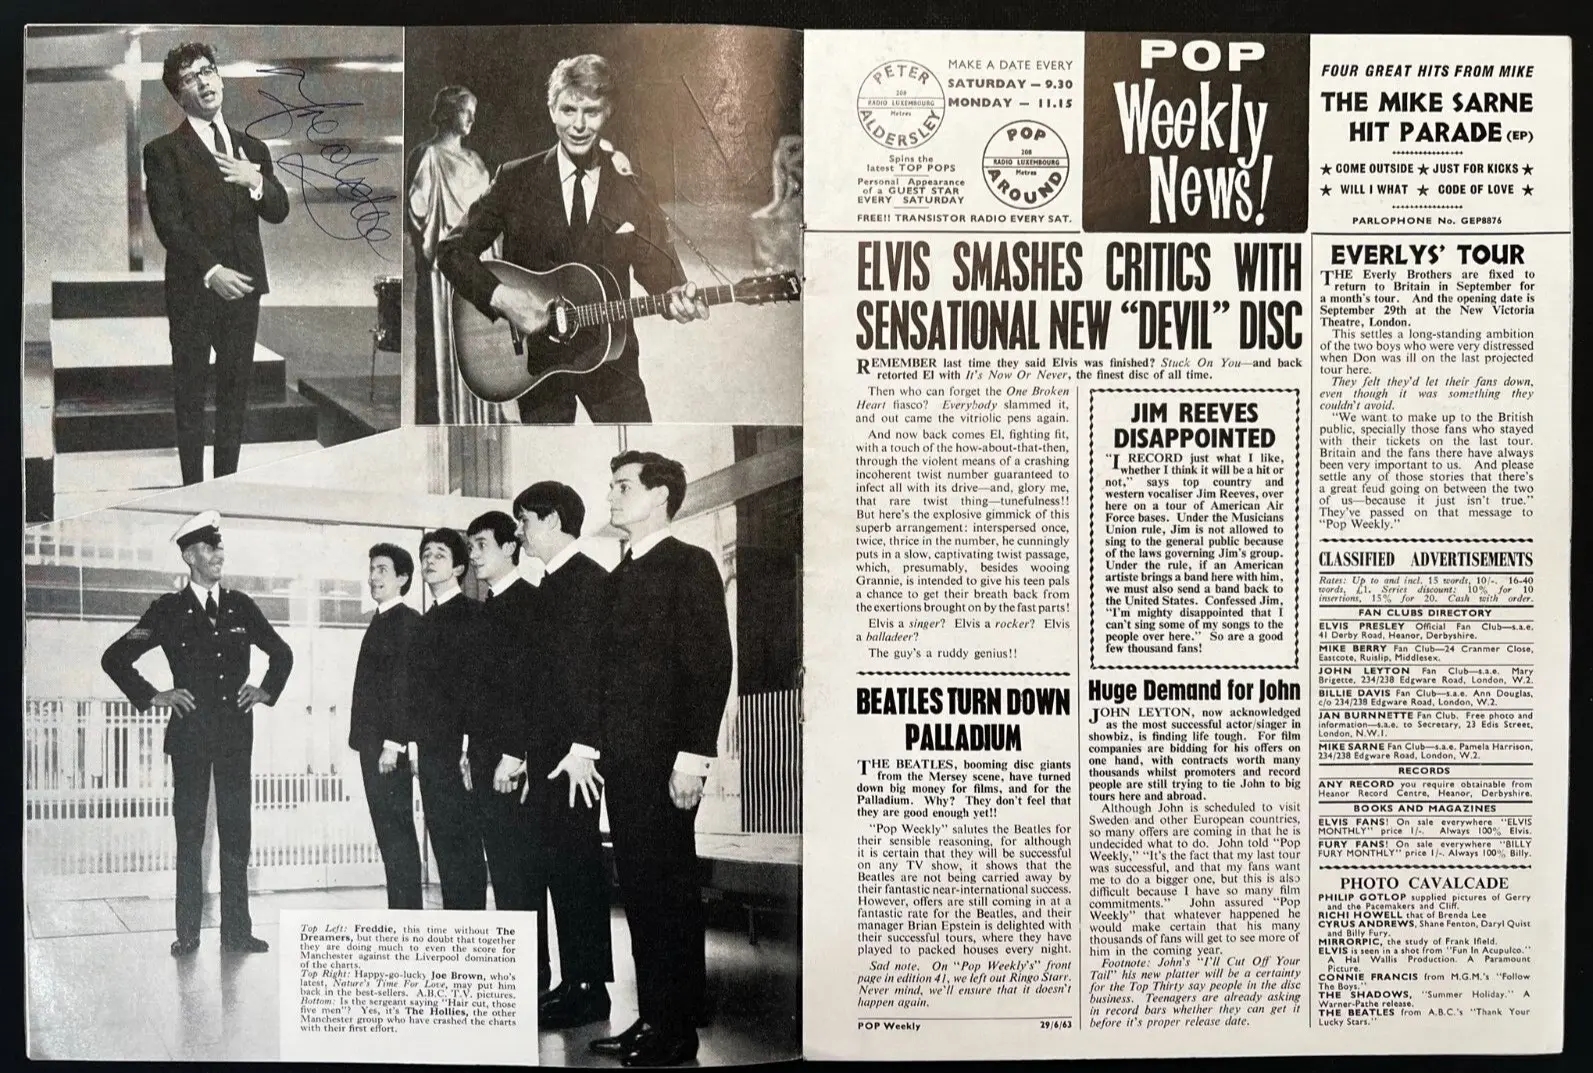 Top Left: Freddie, this time without The
Dreamers, but there is no doubt that together
they are doing much to even the score for
Manchester against the Liverpool domination
of the charts.
Top Right: Happy-go-lucky Joe Brown, who's
latest, Nature's Time For Love, may put him
back in the best-sellers. A.B.C. T.V. pictures.
Bottom: Is the sergeant saying "Hair cut, those
five men"? Yes, it's The Hollies, the other
Manchester group who have crashed the charts
with their first effort.
PETER
208
RADIO LUXEMBOURG
Metres
ALDERSLEY
Spins the
latest TOP POPS
Personal Appearance
of a GUEST STAR
EVERY SATURDAY
MAKE A DATE EVERY
SATURDAY — 9.30
MONDAY — 11.15
POP
208
RADIO LUXEMBOURG
Metres
AROUND
FREE!! TRANSISTOR RADIO EVERY SAT.
POP
Weekly
News!
FOUR GREAT HITS FROM MIKE
THE MIKE SARNE
HIT PARADE (EP)
★ COME OUTSIDE ★ JUST FOR KICKS ★
★ WILL I WHAT ★ CODE OF LOVE ★
PARLOPHONE No. GEP8876
ELVIS SMASHES CRITICS WITH
SENSATIONAL NEW "DEVIL" DISC
REMEMBER last time they said Elvis was finished? Stuck On You—and back
retorted El with It's Now Or Never, the finest disc of all time.
Then who can forget the One Broken
Heart fiasco? Everybody slammed it,
and out came the vitriolic pens again.
And now back comes El, fighting fit,
with a touch of the how-about-that-then,
through the violent means of a crashing
incoherent twist number guaranteed to
infect all with its drive—and, glory me,
that rare twist thing—tunefulness!!
But here's the explosive gimmick of this
superb arrangement: interspersed once,
twice, thrice in the number, he cunningly
puts in a slow, captivating twist passage,
which, presumably, besides wooing
Grannie, is intended to give his teen pals
a chance to get their breath back from
the exertions brought on by the fast parts!
Elvis a singer? Elvis a rocker? Elvis
a balladeer?
The guy's a ruddy genius!!
BEATLES TURN DOWN
PALLADIUM
THE BEATLES, booming disc giants
from the Mersey scene, have turned
down big money for films, and for the
Palladium. Why? They don't feel that
they are good enough yet!!
"Pop Weekly" salutes the Beatles for
their sensible reasoning, for although
it is certain that they will be successful
on any TV show, it shows that the
Beatles are not being carried away by
their fantastic near-international success.
However, offers are still coming in at a
fantastic rate for the Beatles, and their
manager Brian Epstein is delighted with
their successful tours, where they have
played to packed houses every night.
Sad note. On "Pop Weekly's" front
page in edition 41, we left out Ringo Starr.
Never mind, we'll ensure that it doesn't
happen again.
POP Weekly
29/6/63
JIM REEVES
DISAPPOINTED
"I RECORD just what I like,
whether I think it will be a hit or
not," says top country and
western vocaliser Jim Reeves, over
here on a tour of American Air
Force bases. Under the Musicians
Union rule, Jim is not allowed to
sing to the general public because
of the laws governing Jim's group.
Under the rule, if an American
artiste brings a band here with him,
we must also send a band back to
the United States. Confessed Jim,
"I'm mighty disappointed that I
can't sing some of my songs to the
people over here." So are a good
few thousand fans!
Huge Demand for John
JOHN LEYTON, now acknowledged
as the most successful actor/singer in
showbiz, is finding life tough. For film
companies are bidding for his offers on
one hand, with contracts worth many
thousands whilst promoters and record
people are still trying to tie John to big
tours here and abroad.
Although John is scheduled to visit
Sweden and other European countries,
so many offers are coming in that he is
undecided what to do. John told "Pop
Weekly," "It's the fact that my last tour
was successful, and that my fans want
me to do a bigger one, but this is also
difficult because I have so many film
commitments." John assured "Pop
Weekly" that whatever happened he
would make certain that his many
thousands of fans will get to see more of
him in the coming year.
Footnote: John's "I'll Cut Off Your
Tail" his new platter will be a certainty
for the Top Thirty say people in the disc
business. Teenagers are already asking
in record bars whether they can get it
before it's proper release date.
EVERLYS' TOUR
THE Everly Brothers are fixed to
return to Britain in September for
a month's tour. And the opening date is
September 29th at the New Victoria
Theatre, London.
This settles a long-standing ambition
of the two boys who were very distressed
when Don was ill on the last projected
tour here.
They felt they'd let their fans down,
even though it was something they
couldn't avoid.
"We want to make up to the British
public, specially those fans who stayed
with their tickets on the last tour.
Britain and the fans there have always
been very important to us. And please
settle any of those stories that there's
a great feud going on between the two
of us—because it just isn't true."
They've passed on that message to
"Pop Weekly."
CLASSIFIED ADVERTISEMENTS
Rates: Up to and incl. 15 words, 10/-. 16-40
words, £1. Series discount: 10% for 10
insertions, 15% for 20. Cash with order.
FAN CLUBS DIRECTORY
ELVIS PRESLEY Official Fan Club—s.a.e.
41 Derby Road, Heanor, Derbyshire.
MIKE BERRY Fan Club—24 Cranmer Close,
Eastcote, Ruislip, Middlesex.
JOHN LEYTON Fan Club—s.a.e. Mary
Brigette, 234/238 Edgware Road, London, W.2.
BILLIE DAVIS Fan Club—s.a.e. Ann Douglas,
c/o 234/238 Edgware Road, London, W.2.
JAN BURNNETTE Fan Club. Free photo and
information—s.a.e. to Secretary, 23 Edis Street,
London, N.W.1.
MIKE SARNE Fan Club—s.a.e. Pamela Harrison,
234/238 Edgware Road, London, W.2.
RECORDS
ANY RECORD you require obtainable from
Heanor Record Centre, Heanor, Derbyshire.
BOOKS AND MAGAZINES
ELVIS FANS! On sale everywhere "ELVIS
MONTHLY" price 1/-. Always 100% Elvis.
FURY FANS! On sale everywhere "BILLY
FURY MONTHLY" price 1/-. Always 100% Billy.
PHOTO CAVALCADE
PHILIP GOTLOP supplied pictures of Gerry
and the Pacemakers and Cliff.
RICHI HOWELL that of Brenda Lee
CYRUS ANDREWS, Shane Fenton, Daryl Quist
and Billy Fury.
MIRRORPIC, the study of Frank Ifield.
ELVIS is seen in a shot from "Fun In Acupulco."
A Hal Wallis Production. A Paramount
Picture.
CONNIE FRANCIS from M.G.M.'s "Follow
The Boys."
THE SHADOWS, "Summer Holiday." A
Warner-Pathe release.
THE BEATLES from A.B.C.'s "Thank Your
Lucky Stars."